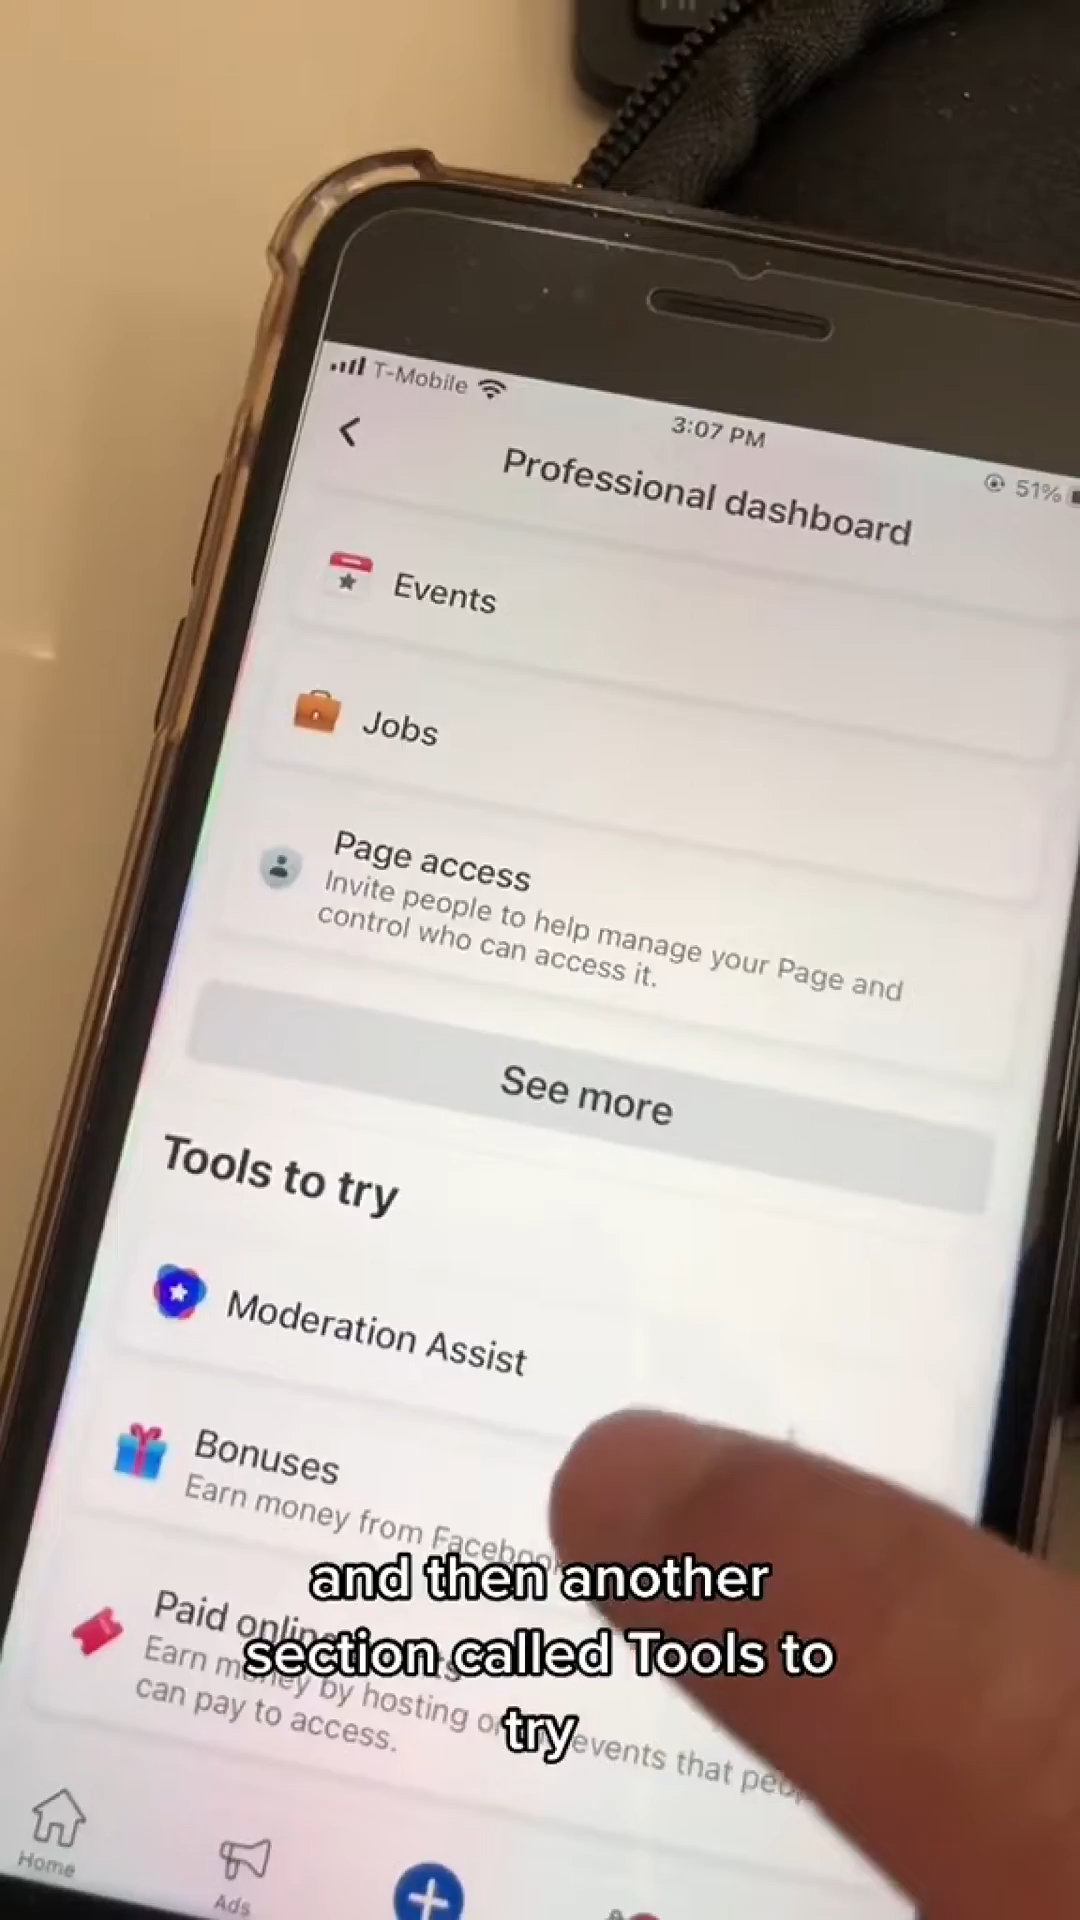 T-Mobile
3:07 PM
51%
Professional dashboard
Events
Jobs
Page access
Invite people to help manage your Page and
control who can access it.
See more
Tools to try
Moderation Assist
Bonuses
Earn money from Facebook
and then another
section called Tools to
try
Paid
Earn money by hosting events that
can pay to access.
Home
Ads